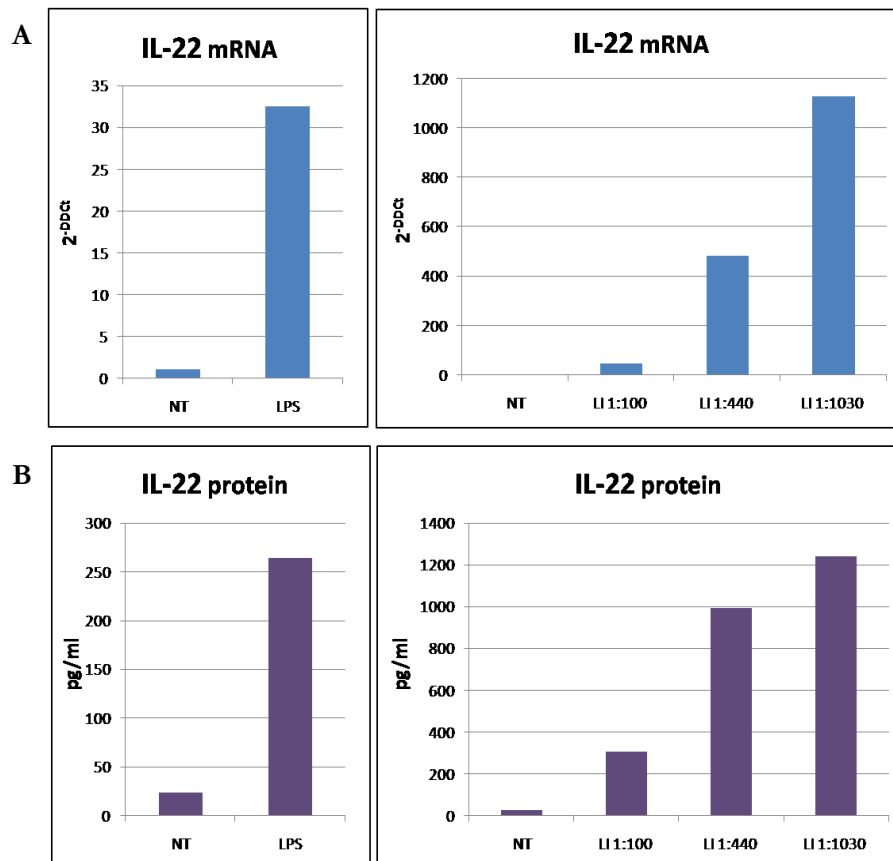 A
IL-22 mRNA
2-DDCt
35
30
25
20
15
10
5
0
NT LPS
IL-22 mRNA
2-DDCt
1200
1000
800
600
400
200
0
NT LI 1:100 LI 1:440 LI 1:1030
B
IL-22 protein
pg/ml
300
250
200
150
100
50
0
NT LPS
IL-22 protein
pg/ml
1400
1200
1000
800
600
400
200
0
NT LI 1:100 LI 1:440 LI 1:1030